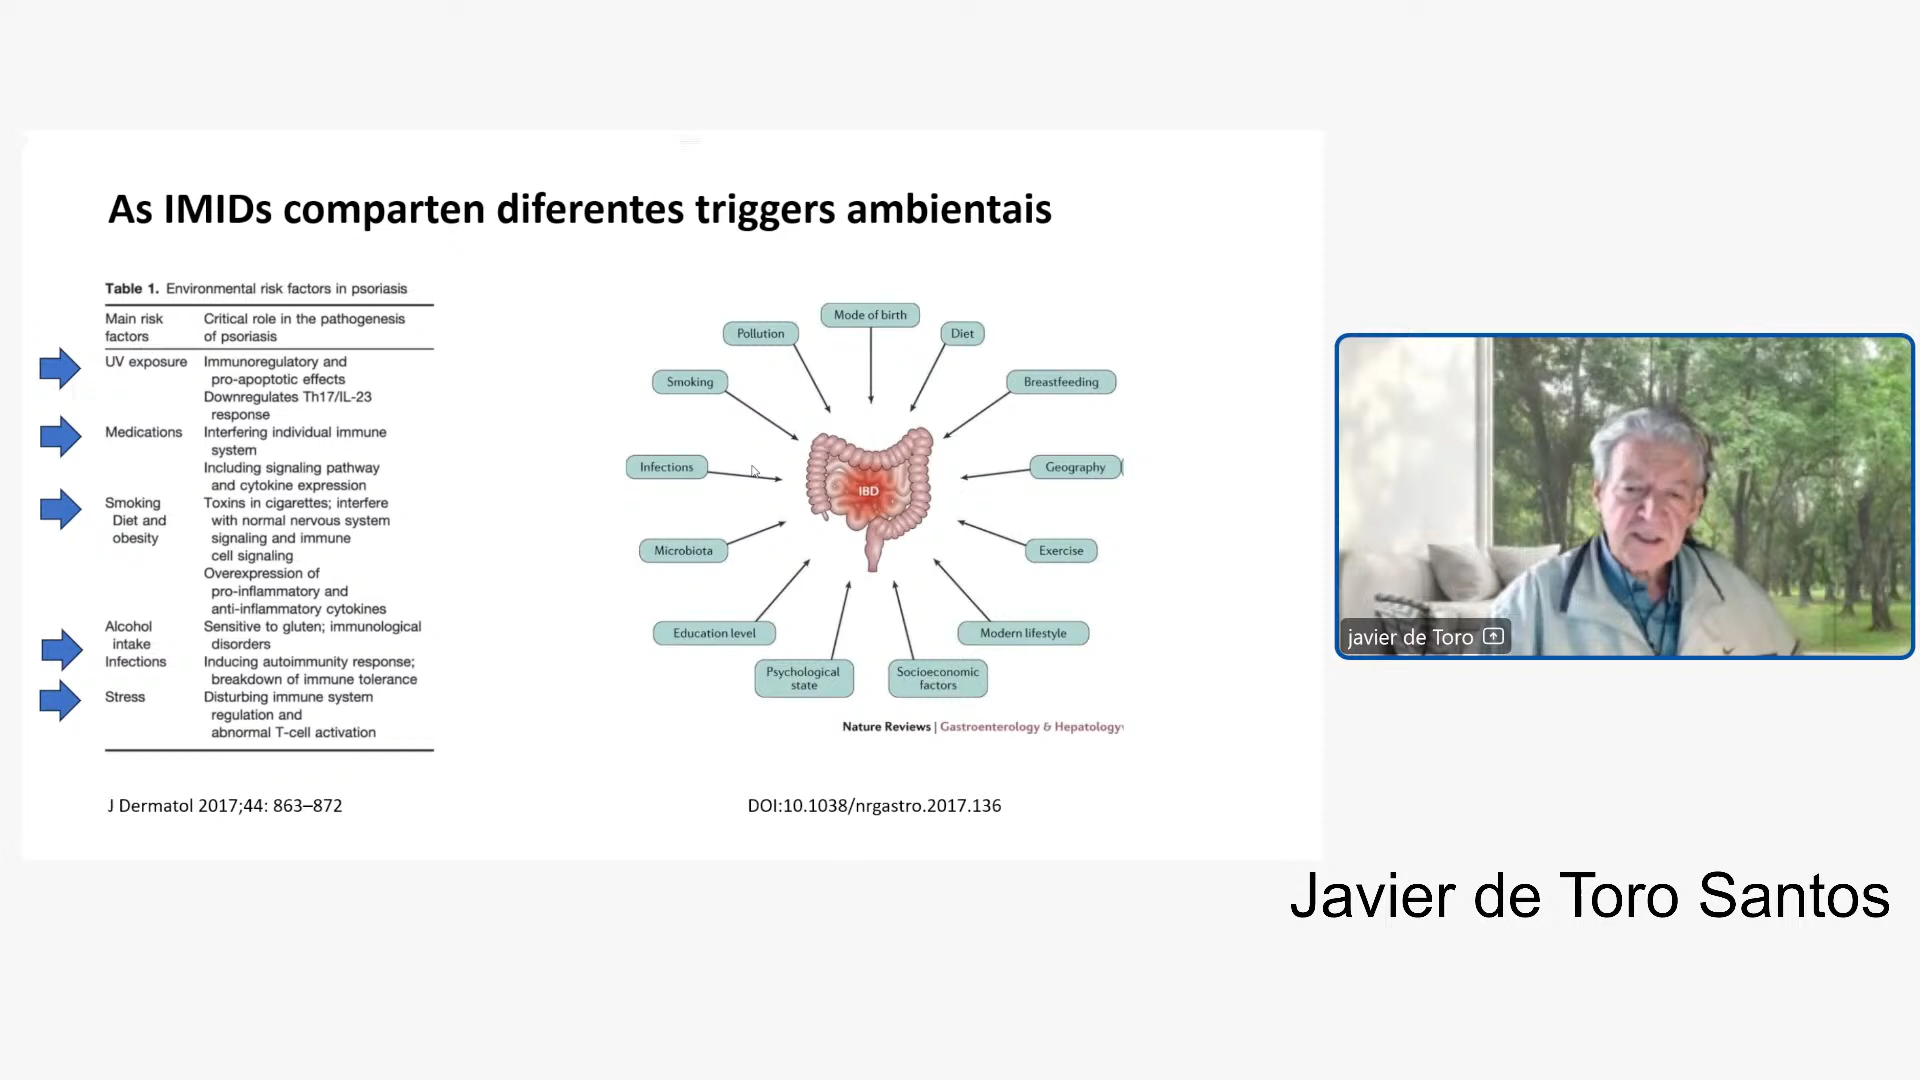 As IMIDs comparten diferentes triggers ambientais
Table 1. Environmental risk factors in psoriasis
Main risk factors
Critical role in the pathogenesis of psoriasis
UV exposure
Immunoregulatory and
pro-apoptotic effects
Downregulates Th17/IL-23
response
Medications
Interfering individual immune
system
Including signaling pathway
and cytokine expression
Smoking
Diet and
obesity
Toxins in cigarettes; interfere
with normal nervous system
signaling and immune
cell signaling
Overexpression of
pro-inflammatory and
anti-inflammatory cytokines
Alcohol
intake
Sensitive to gluten; immunological
disorders
Infections
Inducing autoimmunity response;
breakdown of immune tolerance
Stress
Disturbing immune system
regulation and
abnormal T-cell activation
J Dermatol 2017;44: 863–872
Mode of birth
Pollution
Diet
Smoking
Breastfeeding
Infections
Geography
IBD
Microbiota
Exercise
Education level
Modern lifestyle
Psychological
state
Socioeconomic
factors
Nature Reviews | Gastroenterology & Hepatology
DOI:10.1038/nrgastro.2017.136
javier de Toro
Javier de Toro Santos